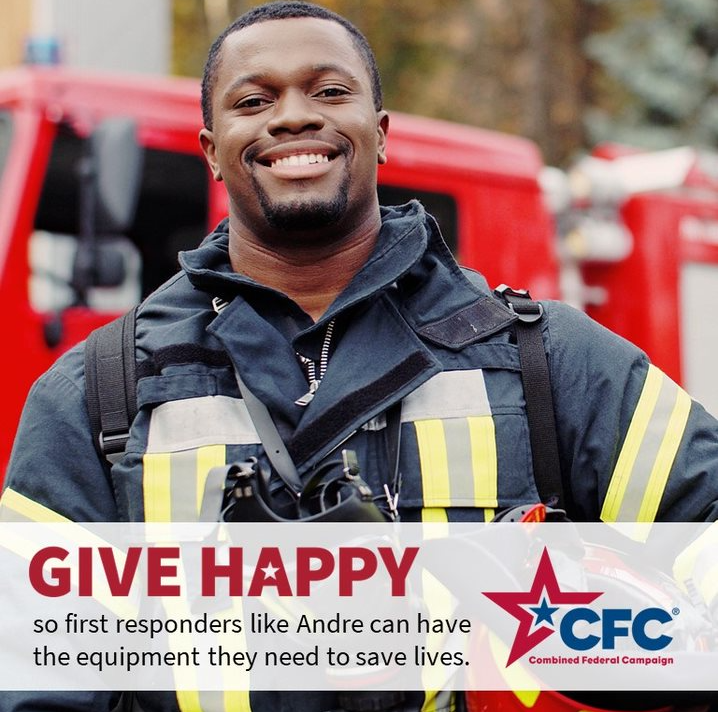 GIVE HAPPY
so first responders like Andre can have
the equipment they need to save lives.
CFC®
Combined Federal Campaign